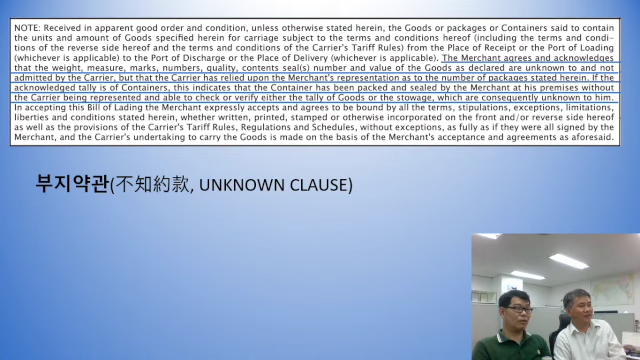 NOTE: Received in apparent good order and condition, unless otherwise stated herein, the Goods or packages or Containers said to contain
the units and amount of Goods specified herein for carriage subject to the terms and conditions hereof (including the terms and condi-
tions of the reverse side hereof and the terms and conditions of the Carrier's Tariff Rules) from the Place of Receipt or the Port of Loading
(whichever is applicable) to the Port of Discharge or the Place of Delivery (whichever is applicable). The Merchant agrees and acknowledges
that the weight, measure, marks, numbers, quality, contents seal(s) number and value of the Goods as declared are unknown to and not
admitted by the Carrier, but that the Carrier has relied upon the Merchant's representation as to the number of packages stated herein. If the
acknowledged tally is of Containers, this indicates that the Container has been packed and sealed by the Merchant at his premises without
the Carrier being represented and able to check or verify either the tally of Goods or the stowage, which are consequently unknown to him.
In accepting this Bill of Lading the Merchant expressly accepts and agrees to be bound by all the terms, stipulations, exceptions, limitations,
liberties and conditions stated herein, whether written, printed, stamped or otherwise incorporated on the front and/or reverse side hereof
as well as the provisions of the Carrier's Tariff Rules, Regulations and Schedules, without exceptions, as fully as if they were all signed by the
Merchant, and the Carrier's undertaking to carry the Goods is made on the basis of the Merchant's acceptance and agreements as aforesaid.
부지약관(不知約款, UNKNOWN CLAUSE)